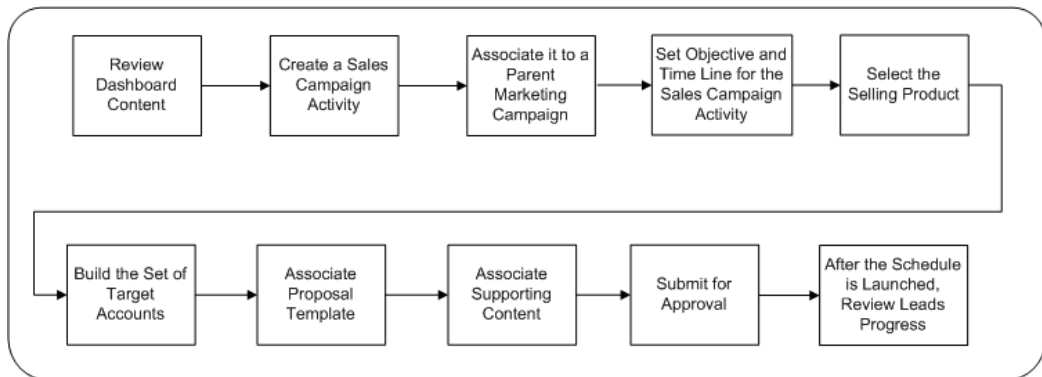 Review
Dashboard
Content
Create a Sales
Campaign
Activity
Associate it to a
Parent
Marketing
Campaign
Set Objective and
Time Line for the
Sales Campaign
Activity
Select the
Selling Product
Build the Set of
Target
Accounts
Associate
Proposal
Template
Associate
Supporting
Content
Submit for
Approval
After the Schedule
is Launched,
Review Leads
Progress